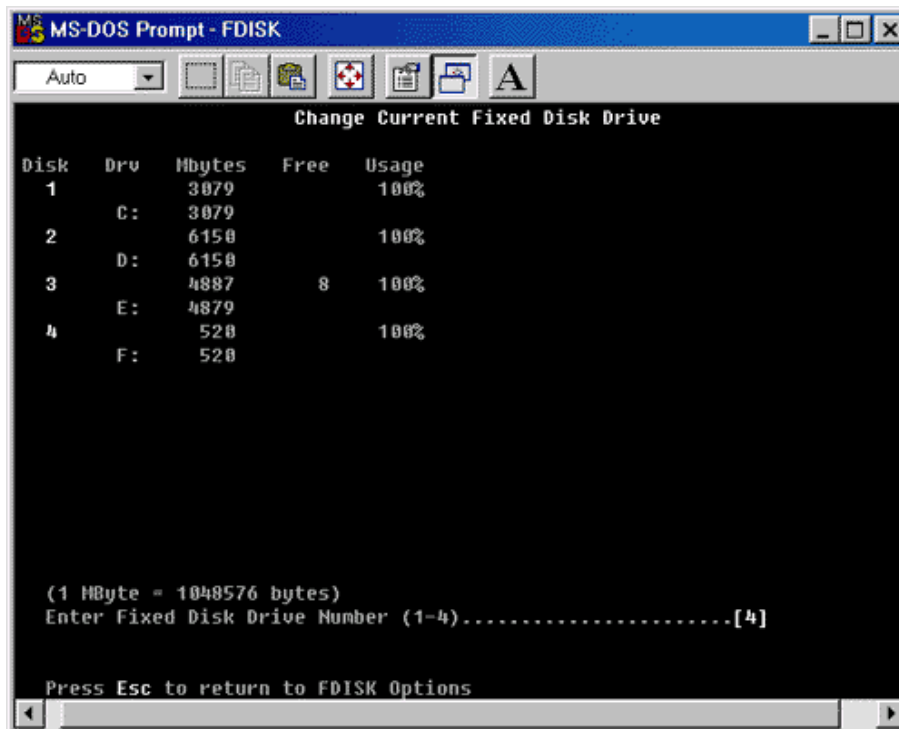 MS-DOS Prompt - FDISK
Auto
A
Change Current Fixed Disk Drive
Disk Drv Mbytes Free Usage
1 3079 100%
C: 3079
2 6150 100%
D: 6150
3 4887 8 100%
E: 4879
4 520 100%
F: 520
(1 MByte = 1048576 bytes)
Enter Fixed Disk Drive Number (1-4).......................[4]
Press Esc to return to FDISK Options